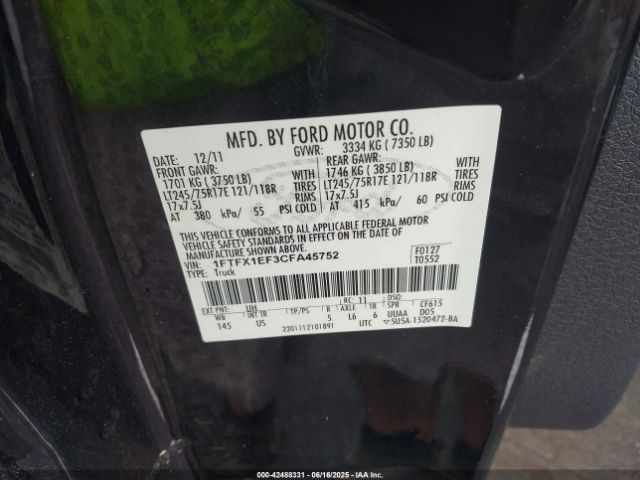 MFD. BY FORD MOTOR CO.
DATE: 12/11 GVWR: 3334 KG ( 7350 LB)
FRONT GAWR: REAR GAWR:
1701 KG ( 3750 LB) WITH 1746 KG ( 3850 LB) WITH
LT245/75R17E 121/118R TIRES LT245/75R17E 121/118R TIRES
17x7.5J RIMS 17x7.5J RIMS
AT 380 kPa/ 55 PSI COLD AT 415 kPa/ 60 PSI COLD
THIS VEHICLE CONFORMS TO ALL APPLICABLE FEDERAL MOTOR
VEHICLE SAFETY STANDARDS IN EFFECT ON THE DATE OF
MANUFACTURE SHOWN ABOVE.
VIN: 1FTFX1EF3CFA45752 F0127
TYPE: Truck T0552
EXT PNT: UH RC: 11 DSO:
WB INT TR TP/PS R AXLE TR SPR CF615
145 US 5 L6 6 UUAA D05
2201112101891 UTC ▽5U5A-1520472-BA
00-42488331 - 06/16/2025 - IAA Inc.